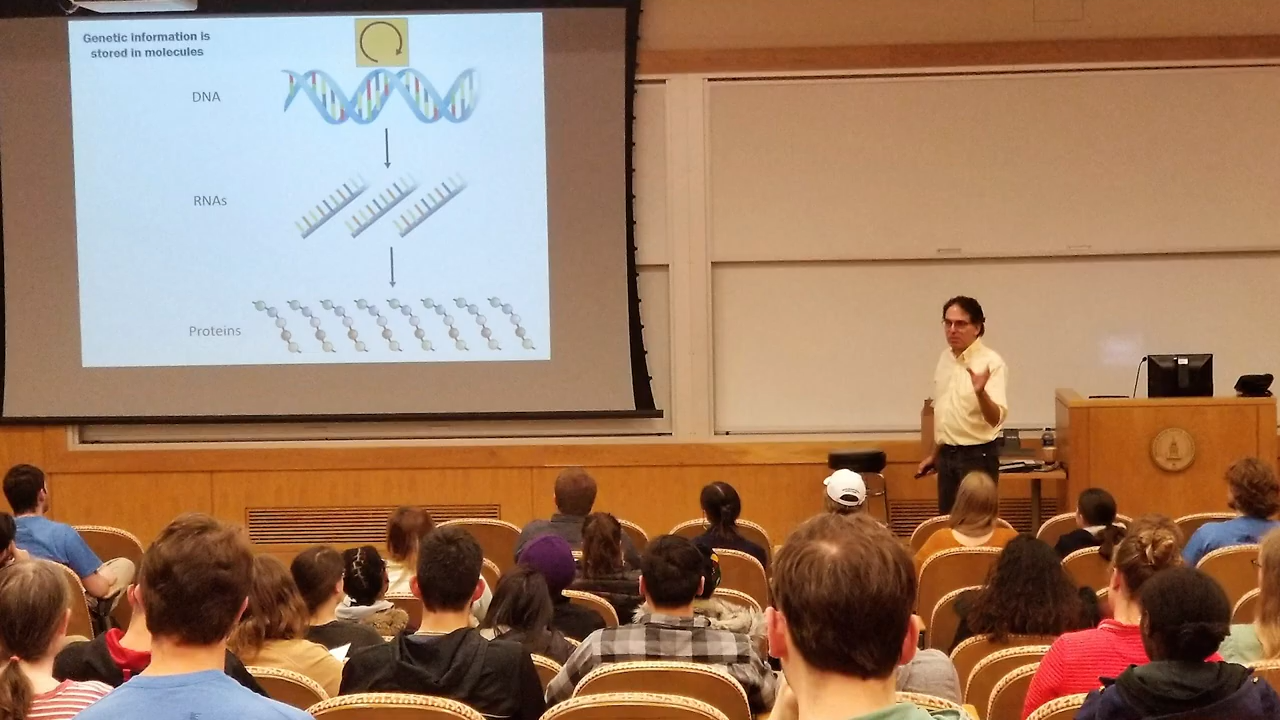 Genetic information is
stored in molecules
DNA
RNAs
Proteins